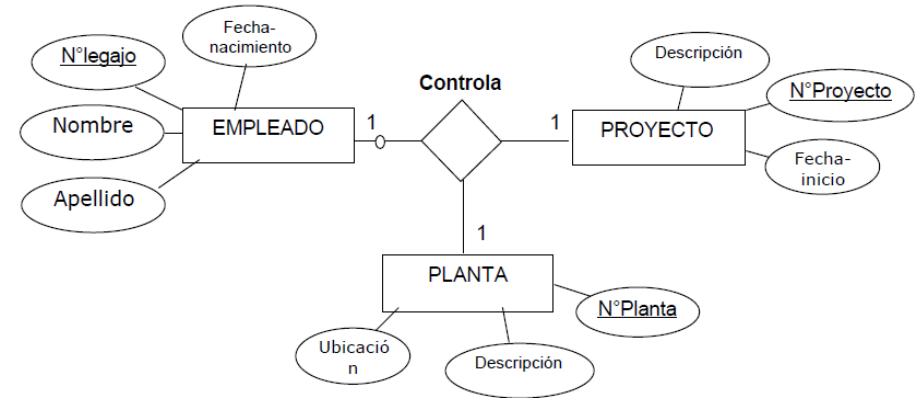 Fecha-
nacimiento
N°legajo
Nombre
Apellido
EMPLEADO
1
Controla
1
PROYECTO
Descripción
N°Proyecto
Fecha-
inicio
1
PLANTA
N°Planta
Ubicació
n
Descripción